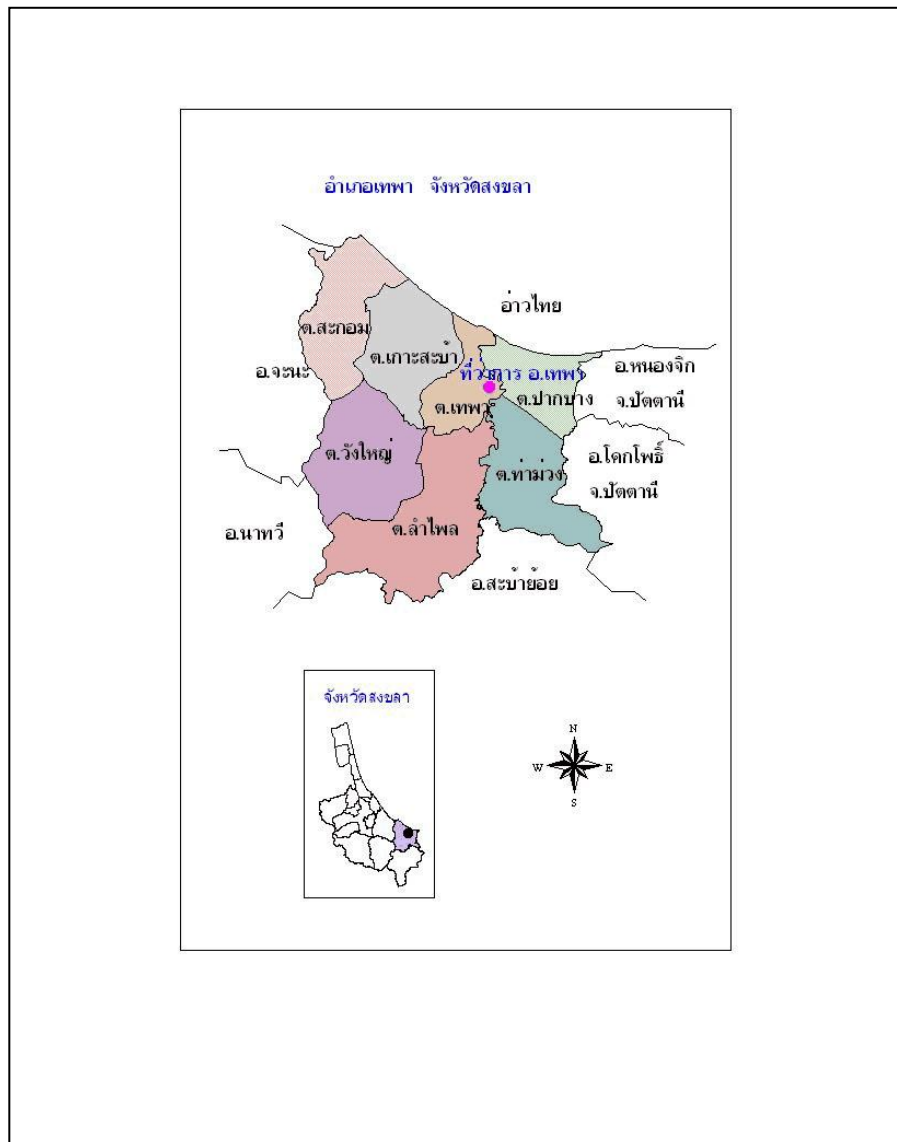 อำเภอเทพา จังหวัดสงขลา
อ่าวไทย
ต.สะกอม
ต.เกาะสะบ้า
อ.จะนะ
ที่ว่าการ อ.เทพา
อ.หนองจิก
จ.ปัตตานี
ต.ปากบาง
ต.เทพา
ต.วังใหญ่
อ.โคกโพธิ์
จ.ปัตตานี
ต.ท่าม่วง
อ.นาทวี
ต.ลำไพล
อ.สะบ้าย้อย
จังหวัดสงขลา
N
W E
S